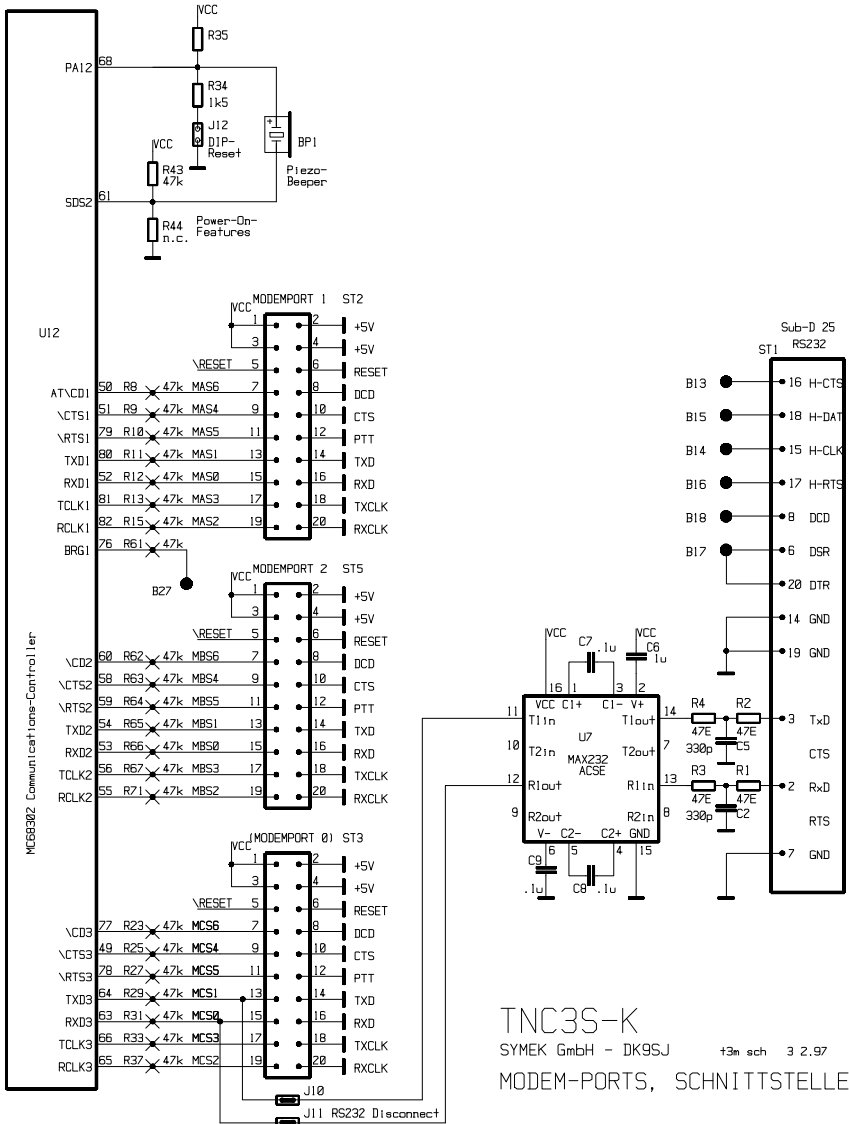 VCC
R35
PA12 68
R34
1k5
J12
DIP-
Reset
BP1
Piezo-
Beeper
VCC
R43
47k
SDS2 61
R44
n.c.
Power-On-
Features
U12
MC68302 Communications-Controller
MODEMPORT 1 ST2
VCC
1 2 +5V
3 4 +5V
\RESET 5 6 RESET
AT\CD1 50 R8 47k MAS6 7 8 DCD
\CTS1 51 R9 47k MAS4 9 10 CTS
\RTS1 79 R10 47k MAS5 11 12 PTT
TXD1 80 R11 47k MAS1 13 14 TXD
RXD1 52 R12 47k MAS0 15 16 RXD
TCLK1 81 R13 47k MAS3 17 18 TXCLK
RCLK1 82 R15 47k MAS2 19 20 RXCLK
BRG1 76 R61 47k
B27
MODEMPORT 2 ST5
VCC
1 2 +5V
3 4 +5V
\RESET 5 6 RESET
\CD2 60 R62 47k MBS6 7 8 DCD
\CTS2 58 R63 47k MBS4 9 10 CTS
\RTS2 59 R64 47k MBS5 11 12 PTT
TXD2 54 R65 47k MBS1 13 14 TXD
RXD2 53 R66 47k MBS0 15 16 RXD
TCLK2 56 R67 47k MBS3 17 18 TXCLK
RCLK2 55 R71 47k MBS2 19 20 RXCLK
(MODEMPORT 0) ST3
VCC
1 2 +5V
3 4 +5V
\RESET 5 6 RESET
\CD3 77 R23 47k MCS6 7 8 DCD
\CTS3 49 R25 47k MCS4 9 10 CTS
\RTS3 78 R27 47k MCS5 11 12 PTT
TXD3 64 R29 47k MCS1 13 14 TXD
RXD3 63 R31 47k MCS0 15 16 RXD
TCLK3 66 R33 47k MCS3 17 18 TXCLK
RCLK3 65 R37 47k MCS2 19 20 RXCLK
J10
J11 RS232 Disconnect
VCC
C7 .1u
VCC
C6
1u
16 1 3 2
VCC C1+ C1- V+
11 T1in T1out 14
U7
MAX232
ACSE
10 T2in T2out 7
12 R1out R1in 13
9 R2out R2in 8
V- C2- C2+ GND
6 5 4 15
C9
.1u
C8 .1u
R4 R2
47E 47E
330p C5
R3 R1
47E 47E
330p C2
Sub-D 25
RS232
ST1
B13 16 H-CTS
B15 18 H-DAT
B14 15 H-CLK
B16 17 H-RTS
B18 8 DCD
B17 6 DSR
20 DTR
14 GND
19 GND
3 TxD
CTS
2 RxD
RTS
7 GND
TNC3S-K
SYMEK GmbH - DK9SJ t3m sch 3 2.97
MODEM-PORTS, SCHNITTSTELLE